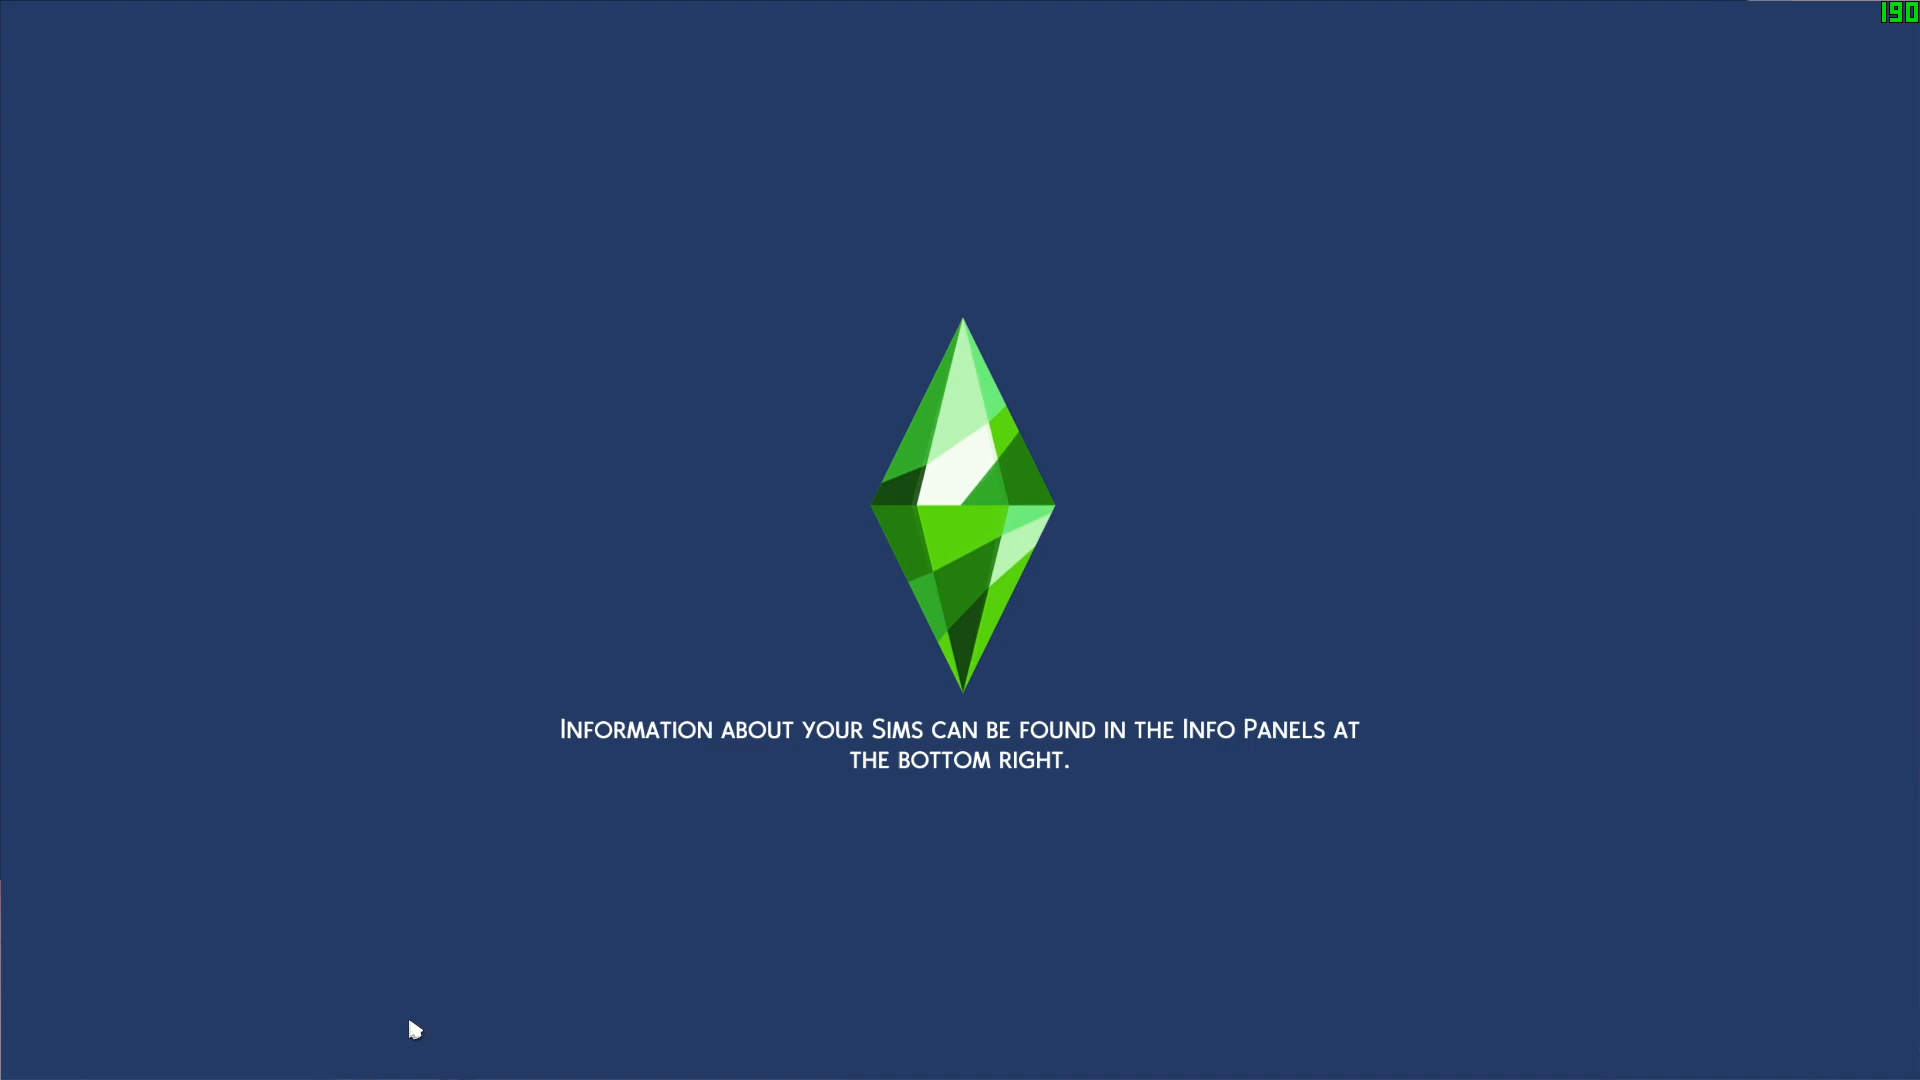 190
Information about your Sims can be found in the Info Panels at
the bottom right.